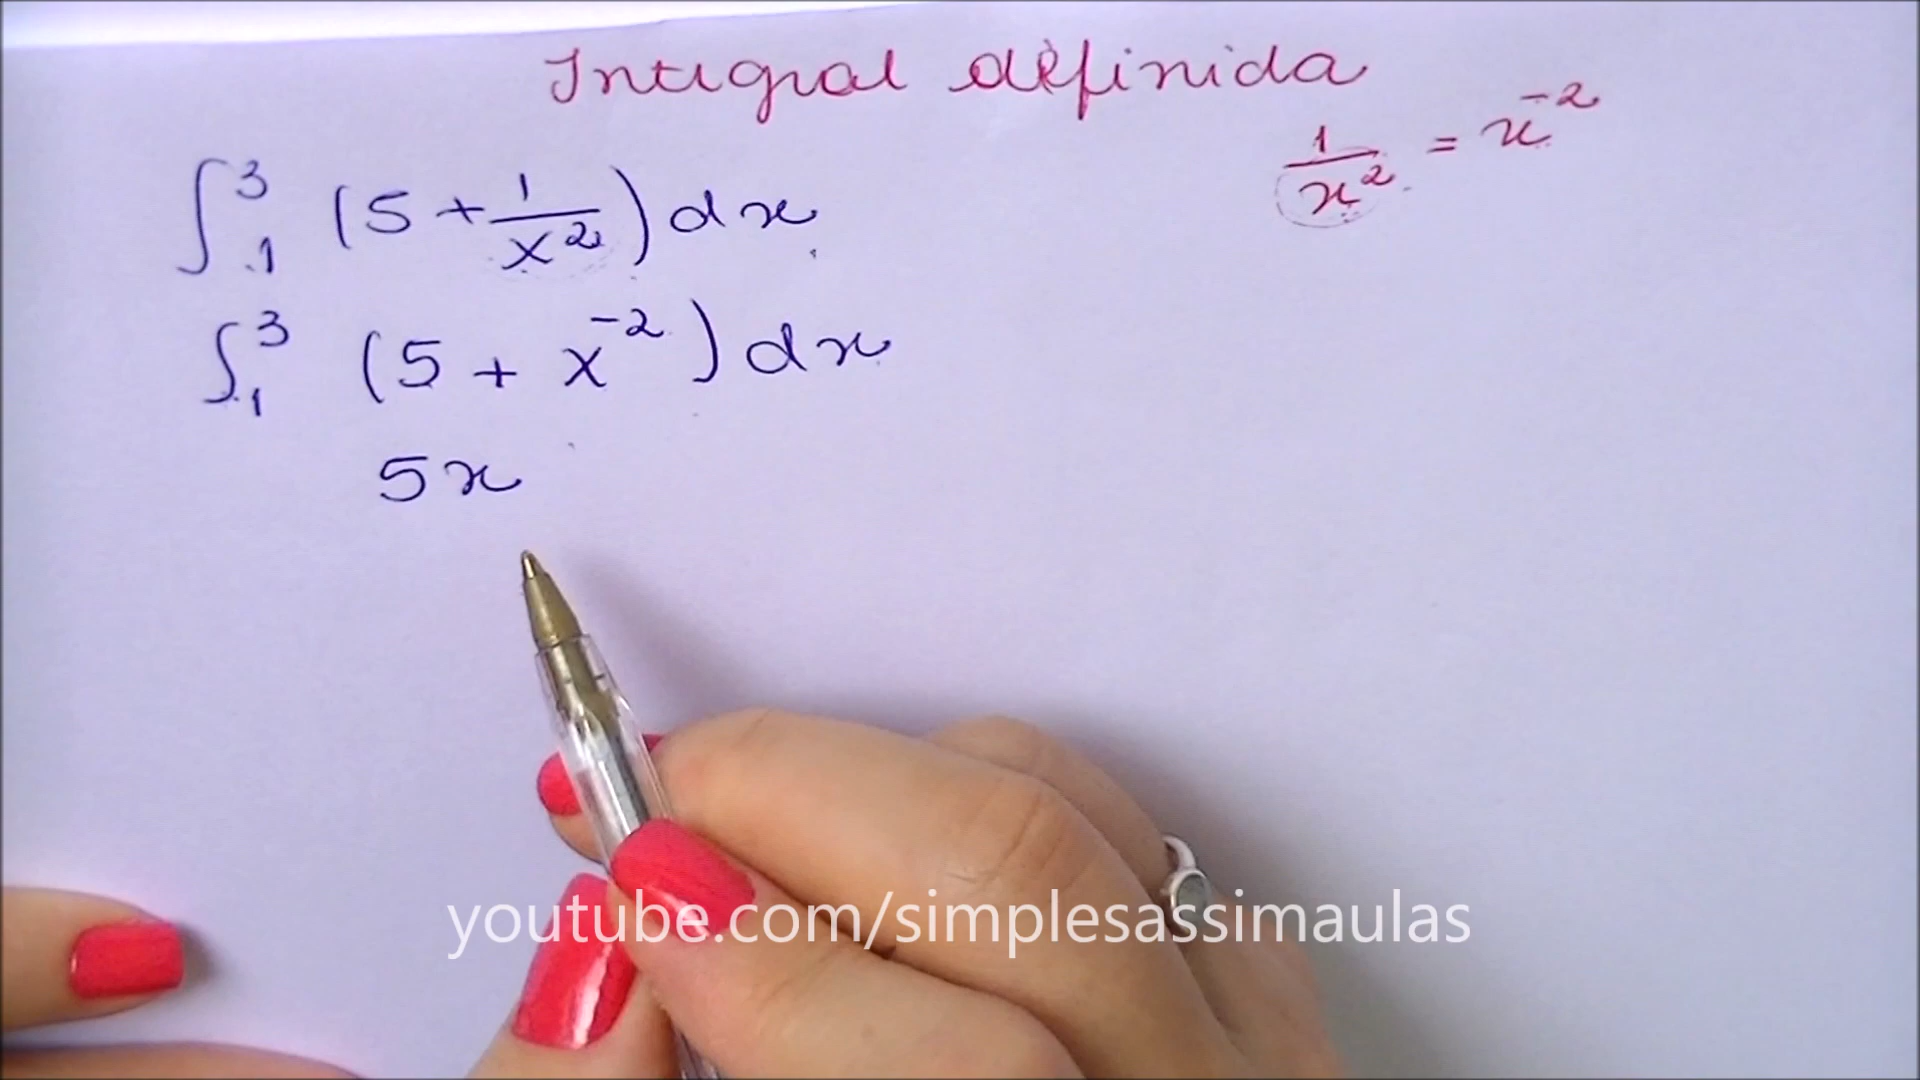 Integral definida
1/x² = x⁻²
∫₁³ (5 + 1/x²) dx
∫₁³ (5 + x⁻²) dx
5x
youtube.com/simplesassimaulas